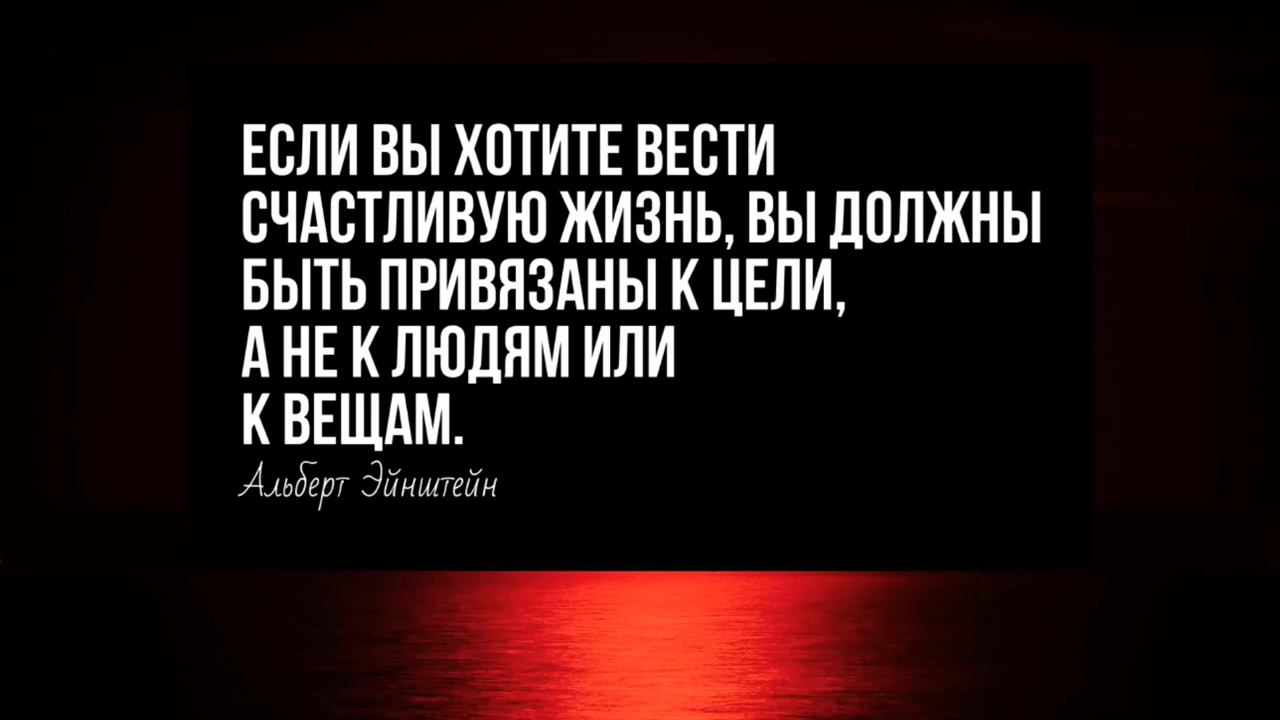 ЕСЛИ ВЫ ХОТИТЕ ВЕСТИ
СЧАСТЛИВУЮ ЖИЗНЬ, ВЫ ДОЛЖНЫ
БЫТЬ ПРИВЯЗАНЫ К ЦЕЛИ,
А НЕ К ЛЮДЯМ ИЛИ
К ВЕЩАМ.
Альберт Эйнштейн